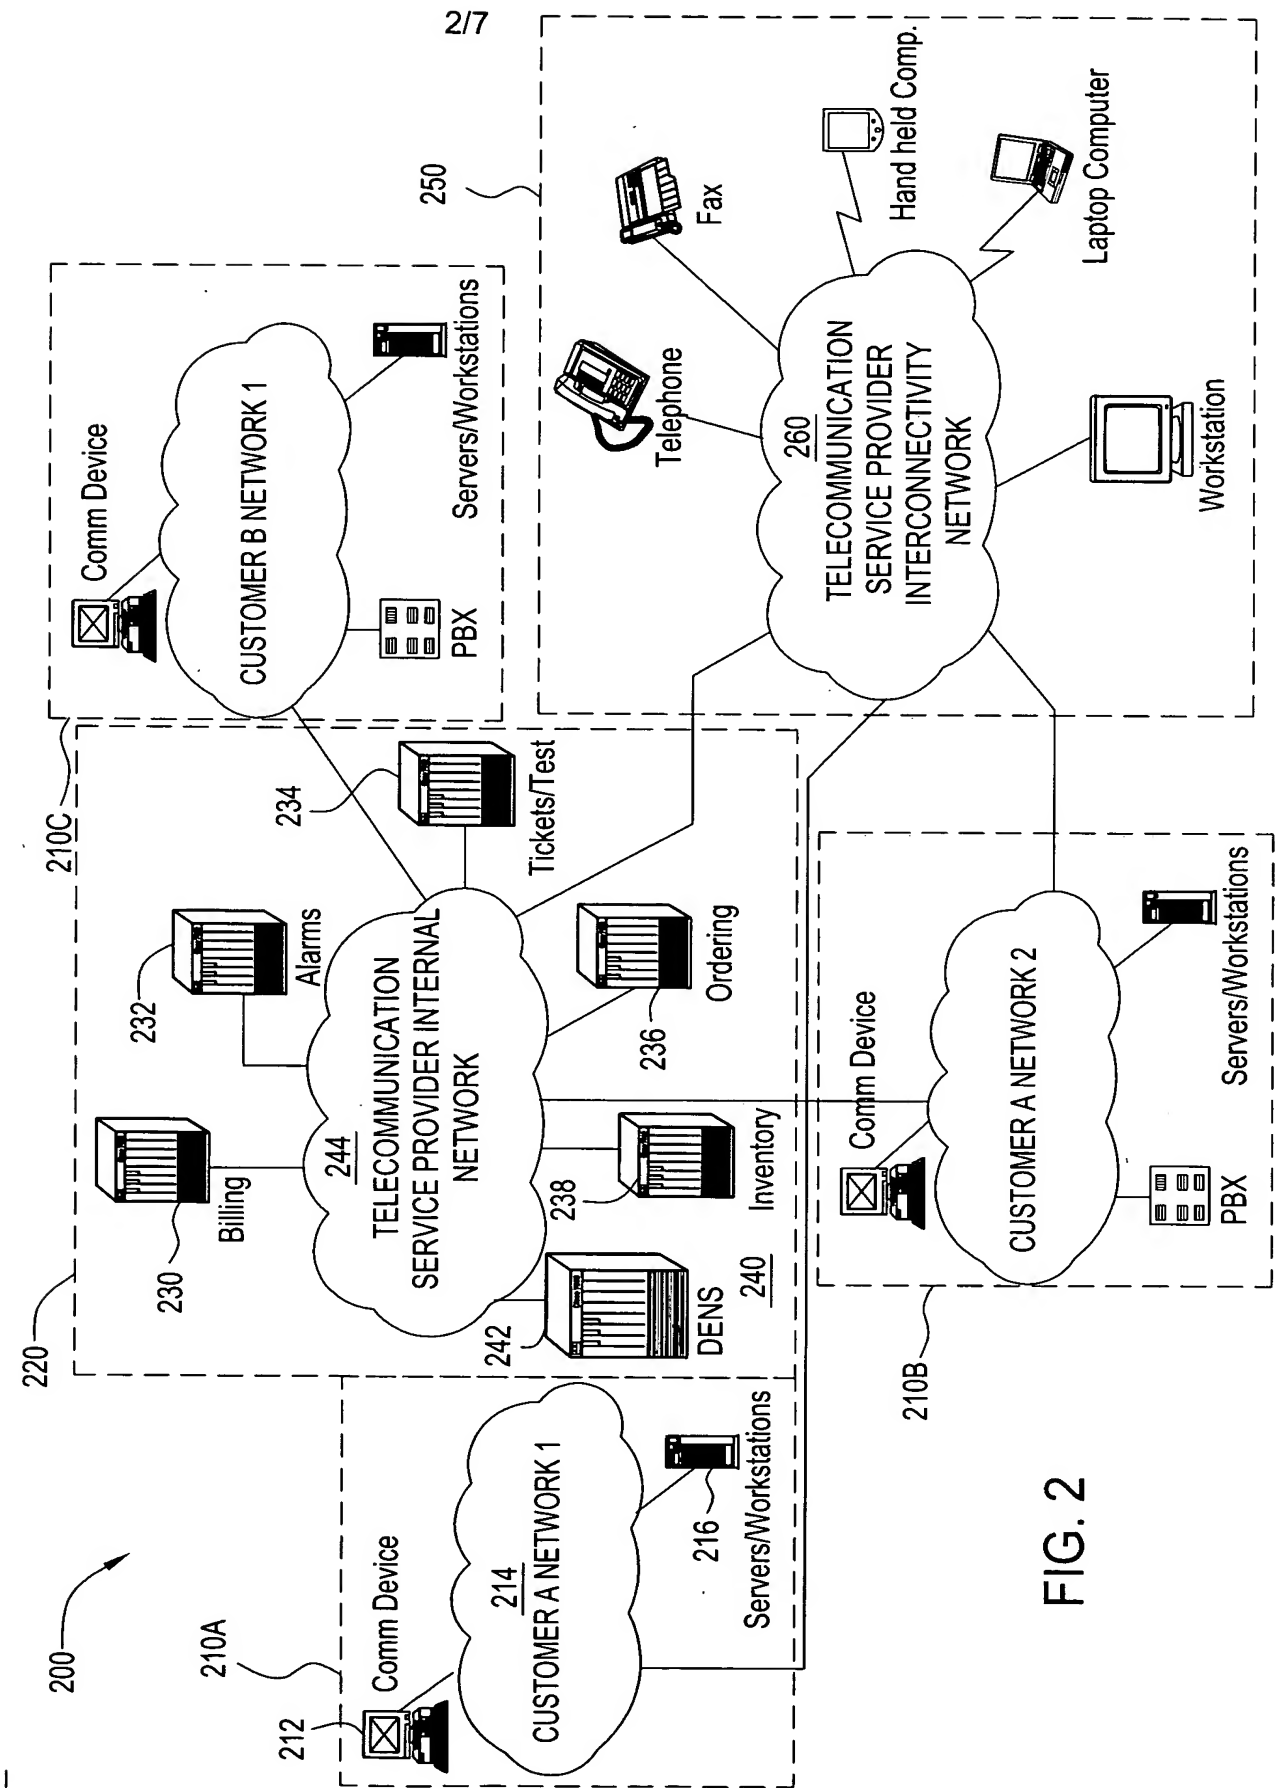 2/7
200
210A
212
Comm Device
214
CUSTOMER A NETWORK 1
216
Servers/Workstations
220
230
Billing
232
Alarms
234
Tickets/Test
244
TELECOMMUNICATION
SERVICE PROVIDER INTERNAL
NETWORK
236
Ordering
238
Inventory
242
DENS
240
210C
Comm Device
CUSTOMER B NETWORK 1
PBX
Servers/Workstations
210B
Comm Device
CUSTOMER A NETWORK 2
PBX
Servers/Workstations
250
Telephone
Fax
Hand held Comp.
Laptop Computer
260
TELECOMMUNICATION
SERVICE PROVIDER
INTERCONNECTIVITY
NETWORK
Workstation
FIG. 2